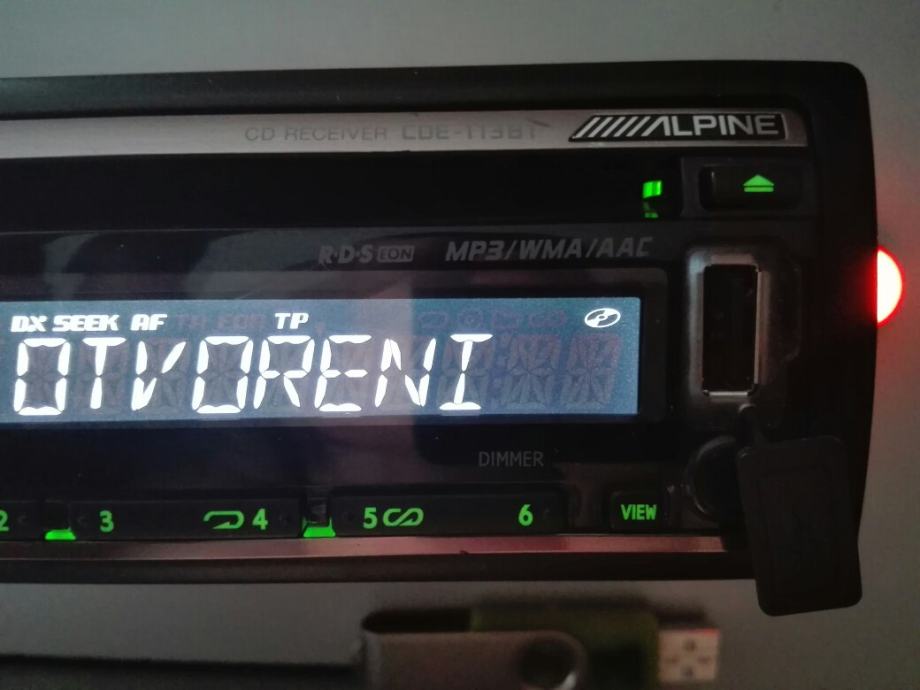 CD RECEIVER CDE-113BT ALPINE
R·D·S EON MP3/WMA/AAC
DX SEEK AF TP
OTVORENI
DIMMER
2 3 4 5 6 VIEW